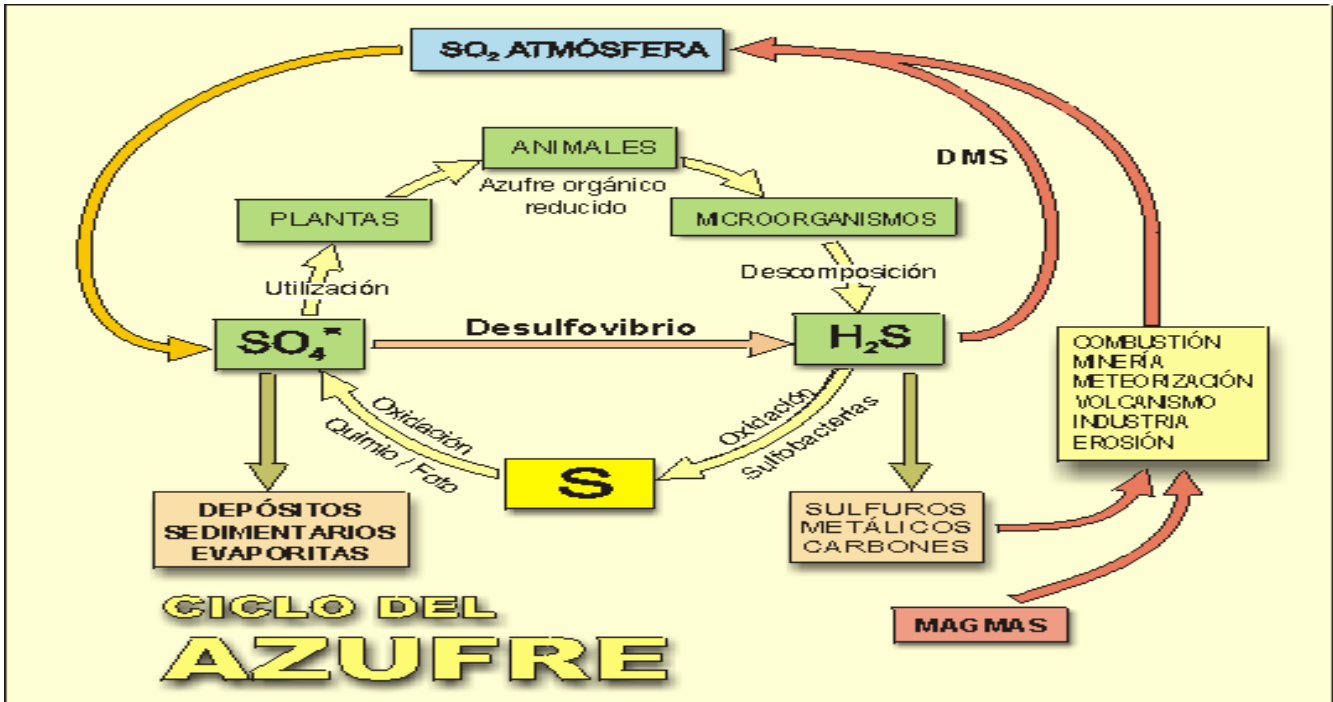 SO₂ ATMÓSFERA
ANIMALES
DMS
Azufre orgánico
reducido
PLANTAS
MICROORGANISMOS
Utilización
Descomposición
SO₄⁼
Desulfovibrio
H₂S
COMBUSTIÓN
MINERÍA
METEORIZACIÓN
VOLCANISMO
INDUSTRIA
EROSIÓN
Oxidación
Quimio / Foto
Oxidación
Sulfobacterias
S
DEPÓSITOS
SEDIMENTARIOS
EVAPORITAS
SULFUROS
METÁLICOS
CARBONES
CICLO DEL
AZUFRE
MAGMAS